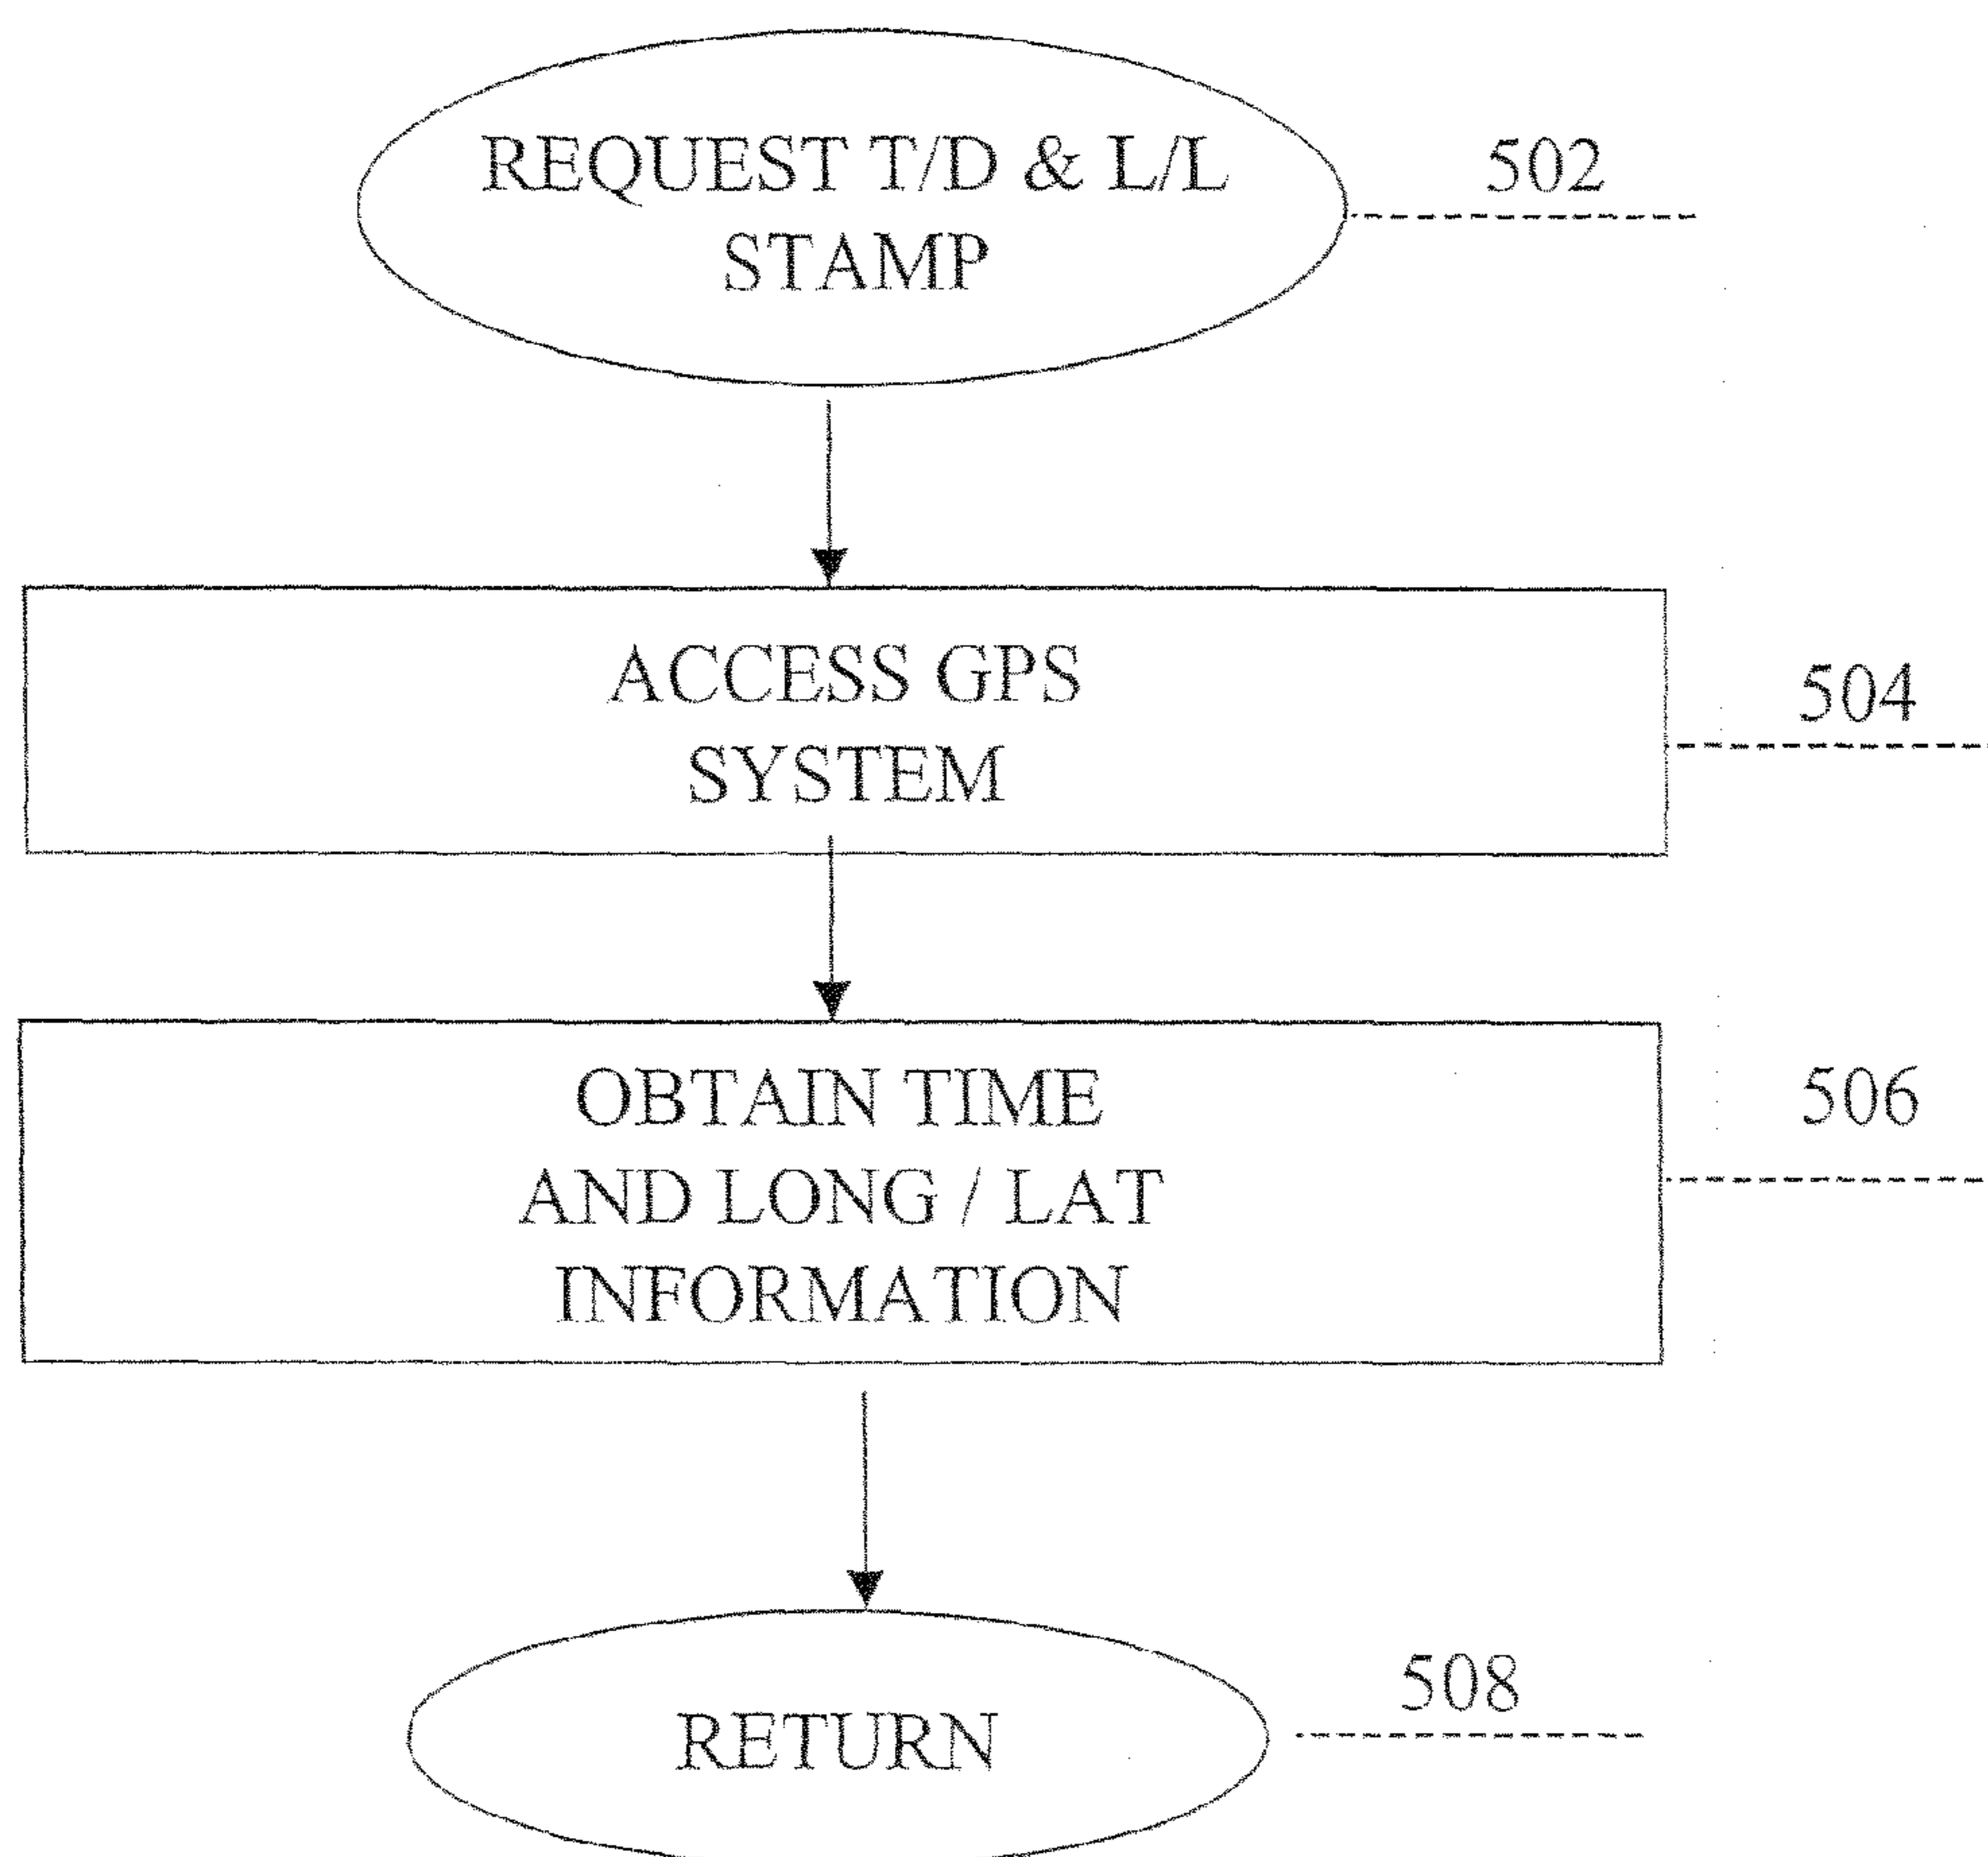 REQUEST T/D & L/L
STAMP
502
ACCESS GPS
SYSTEM
504
OBTAIN TIME
AND LONG / LAT
INFORMATION
506
RETURN
508